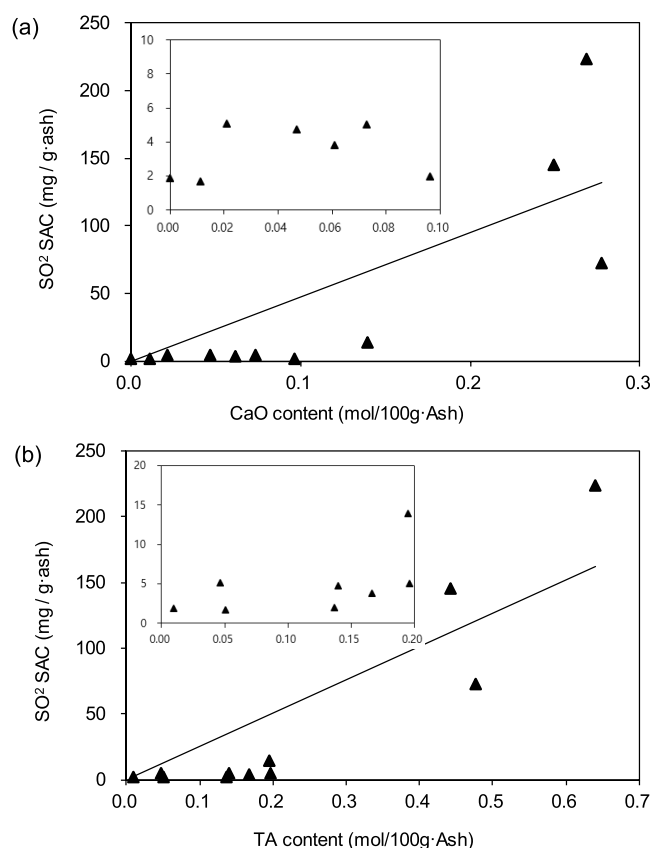 (a)
SO² SAC (mg / g·ash)
250
200
150
100
50
0
10
8
6
4
2
0
0.00 0.02 0.04 0.06 0.08 0.10
0.0 0.1 0.2 0.3
CaO content (mol/100g·Ash)
(b)
SO² SAC (mg / g·ash)
250
200
150
100
50
0
20
15
10
5
0
0.00 0.05 0.10 0.15 0.20
0.0 0.1 0.2 0.3 0.4 0.5 0.6 0.7
TA content (mol/100g·Ash)